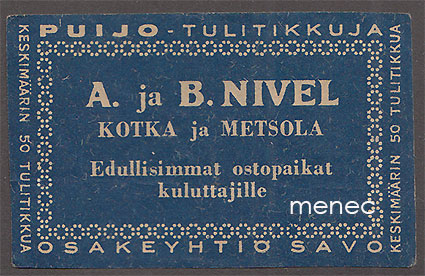 PUIJO - TULITIKKUJA
KESKIMÄÄRIN 50 TULITIKKUA
A. ja B. NIVEL
KOTKA ja METSOLA
Edullisimmat ostopaikat
kuluttajille
menec
KESKIMÄÄRIN 50 TULITIKKUA
OSAKEYHTIÖ SAVO